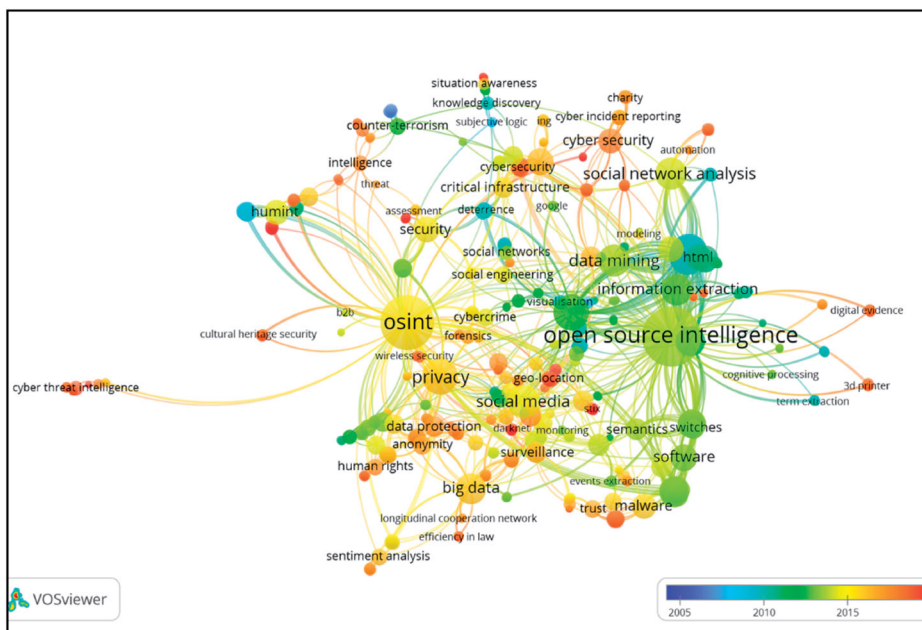 situation awareness
knowledge discovery
charity
subjective logic
ing
cyber incident reporting
counter-terrorism
cyber security
automation
intelligence
cybersecurity
social network analysis
threat
critical infrastructure
google
humint
assessment
deterrence
security
modeling
social networks
data mining
html
social engineering
information extraction
visualisation
b2b
cybercrime
digital evidence
osint
open source intelligence
cultural heritage security
forensics
wireless security
cognitive processing
cyber threat intelligence
privacy
geo-location
3d printer
social media
term extraction
stix
data protection
darknet
monitoring
semantics
switches
anonymity
surveillance
human rights
software
big data
events extraction
longitudinal cooperation network
trust
malware
efficiency in law
sentiment analysis
VOSviewer
2005 2010 2015